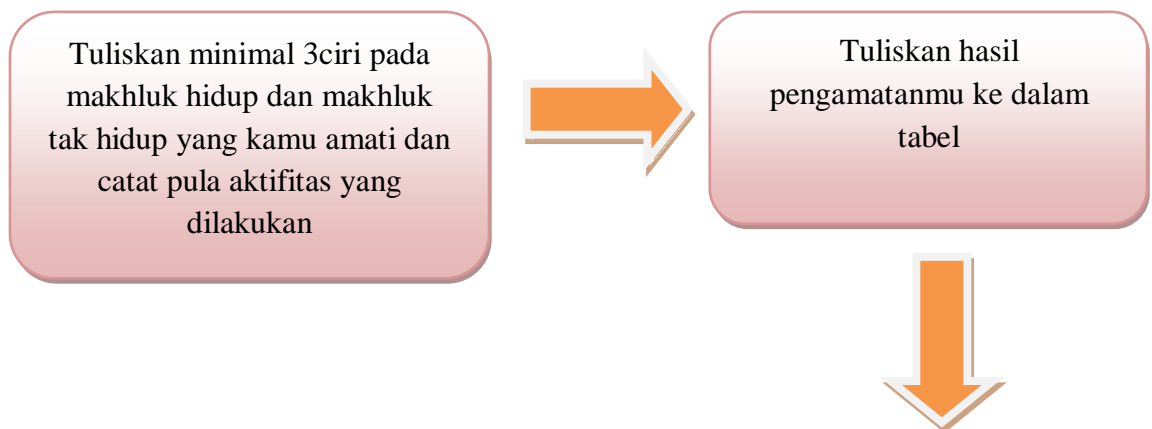 Tuliskan minimal 3ciri pada
makhluk hidup dan makhluk
tak hidup yang kamu amati dan
catat pula aktifitas yang
dilakukan
Tuliskan hasil
pengamatanmu ke dalam
tabel